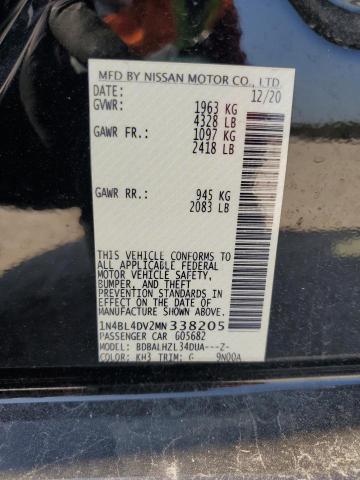 MFD BY NISSAN MOTOR CO., LTD.
DATE: 12/20
GVWR: 1963 KG
4328 LB
GAWR FR.: 1097 KG
2418 LB
GAWR RR.: 945 KG
2083 LB
THIS VEHICLE CONFORMS TO
ALL APPLICABLE FEDERAL
MOTOR VEHICLE SAFETY,
BUMPER, AND THEFT
PREVENTION STANDARDS IN
EFFECT ON THE DATE OF
MANUFACTURE SHOWN ABOVE.
1N4BL4DV2MN338205
PASSENGER CAR G05682
MODEL: BDBALHZL34DUA---Z-
COLOR: KH3 TRIM: G 9N00A